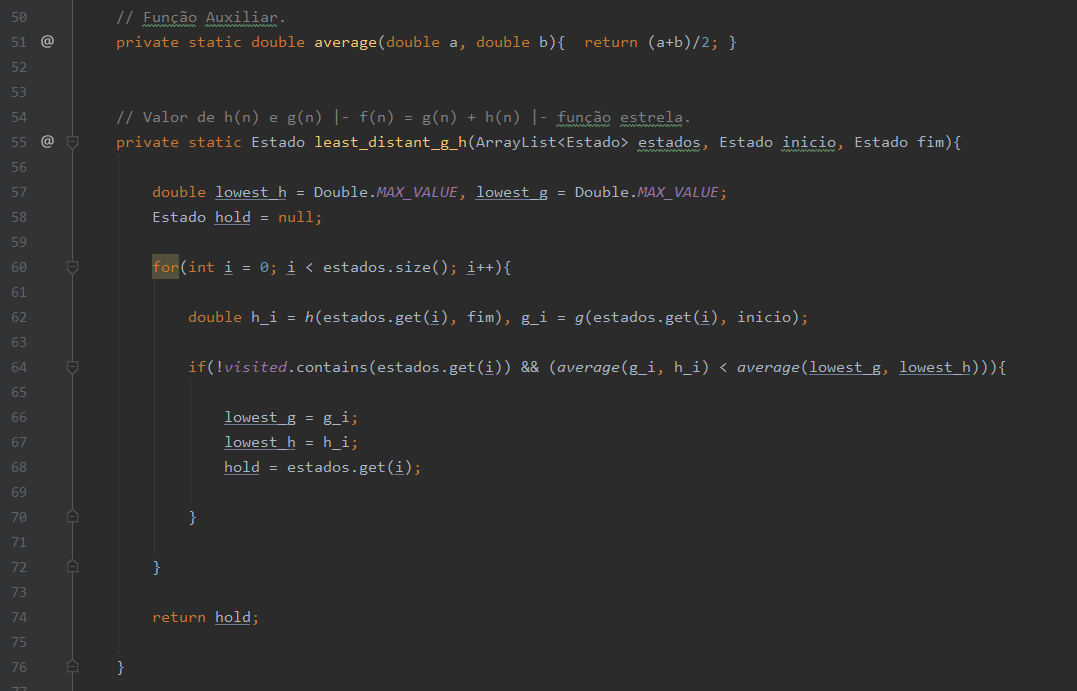 50 // Função Auxiliar.
51 @ private static double average(double a, double b){ return (a+b)/2; }
52
53
54 // Valor de h(n) e g(n) |- f(n) = g(n) + h(n) |- função estrela.
55 @ private static Estado least_distant_g_h(ArrayList<Estado> estados, Estado inicio, Estado fim){
56
57 double lowest_h = Double.MAX_VALUE, lowest_g = Double.MAX_VALUE;
58 Estado hold = null;
59
60 for(int i = 0; i < estados.size(); i++){
61
62 double h_i = h(estados.get(i), fim), g_i = g(estados.get(i), inicio);
63
64 if(!visited.contains(estados.get(i)) && (average(g_i, h_i) < average(lowest_g, lowest_h))){
65
66 lowest_g = g_i;
67 lowest_h = h_i;
68 hold = estados.get(i);
69
70 }
71
72 }
73
74 return hold;
75
76 }